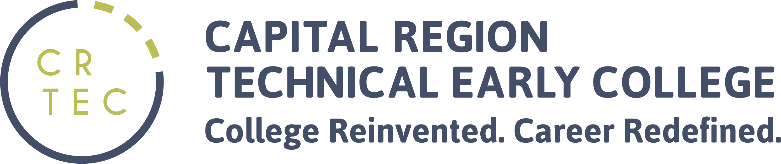 CR
TEC
CAPITAL REGION
TECHNICAL EARLY COLLEGE
College Reinvented. Career Redefined.